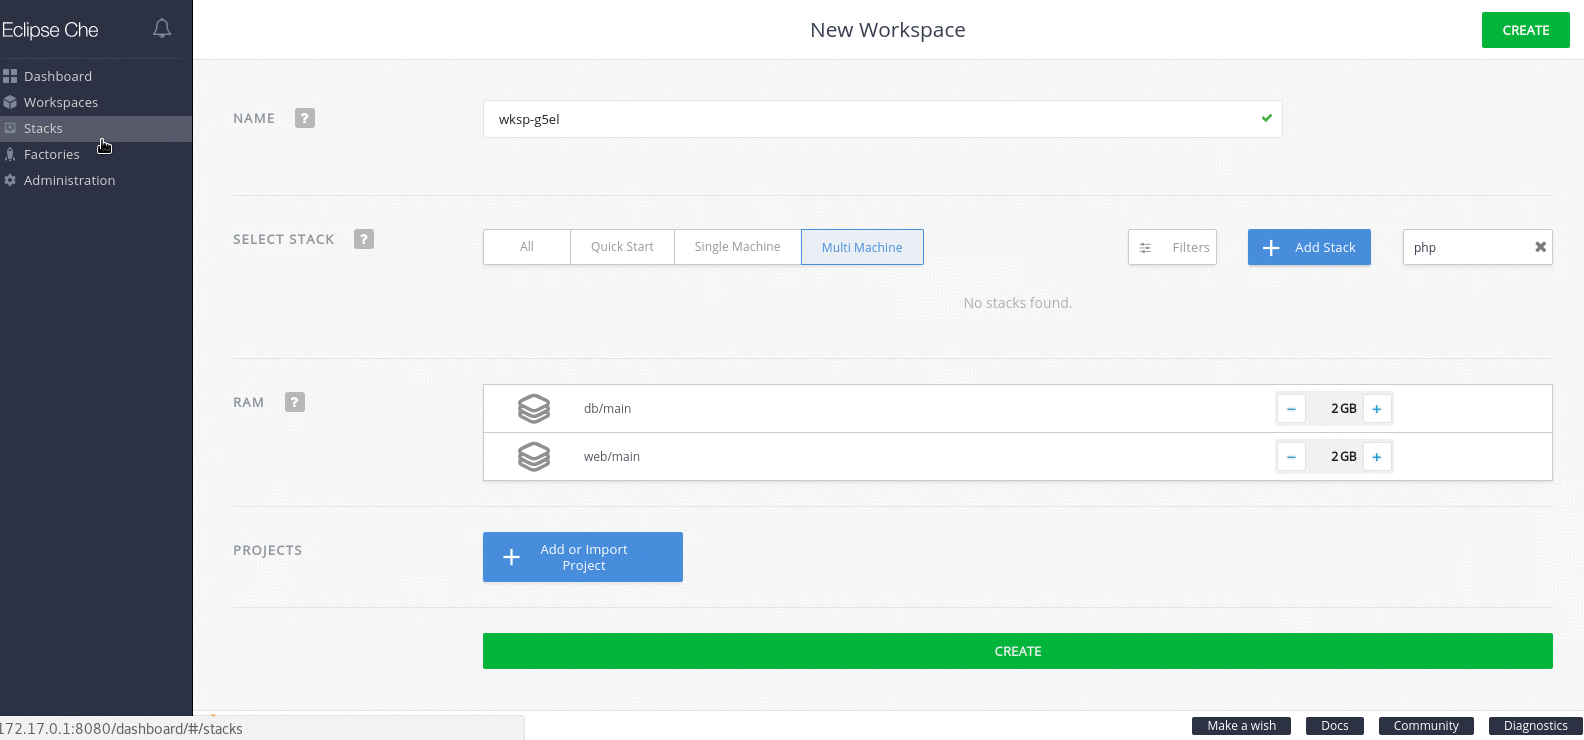 Eclipse Che
Dashboard
Workspaces
Stacks
Factories
Administration
New Workspace
CREATE
NAME ?
wksp-g5el
SELECT STACK ?
All
Quick Start
Single Machine
Multi Machine
Filters
Add Stack
php
No stacks found.
RAM ?
db/main
2 GB
web/main
2 GB
PROJECTS
Add or Import
Project
CREATE
172.17.0.1:8080/dashboard/#/stacks
Make a wish
Docs
Community
Diagnostics